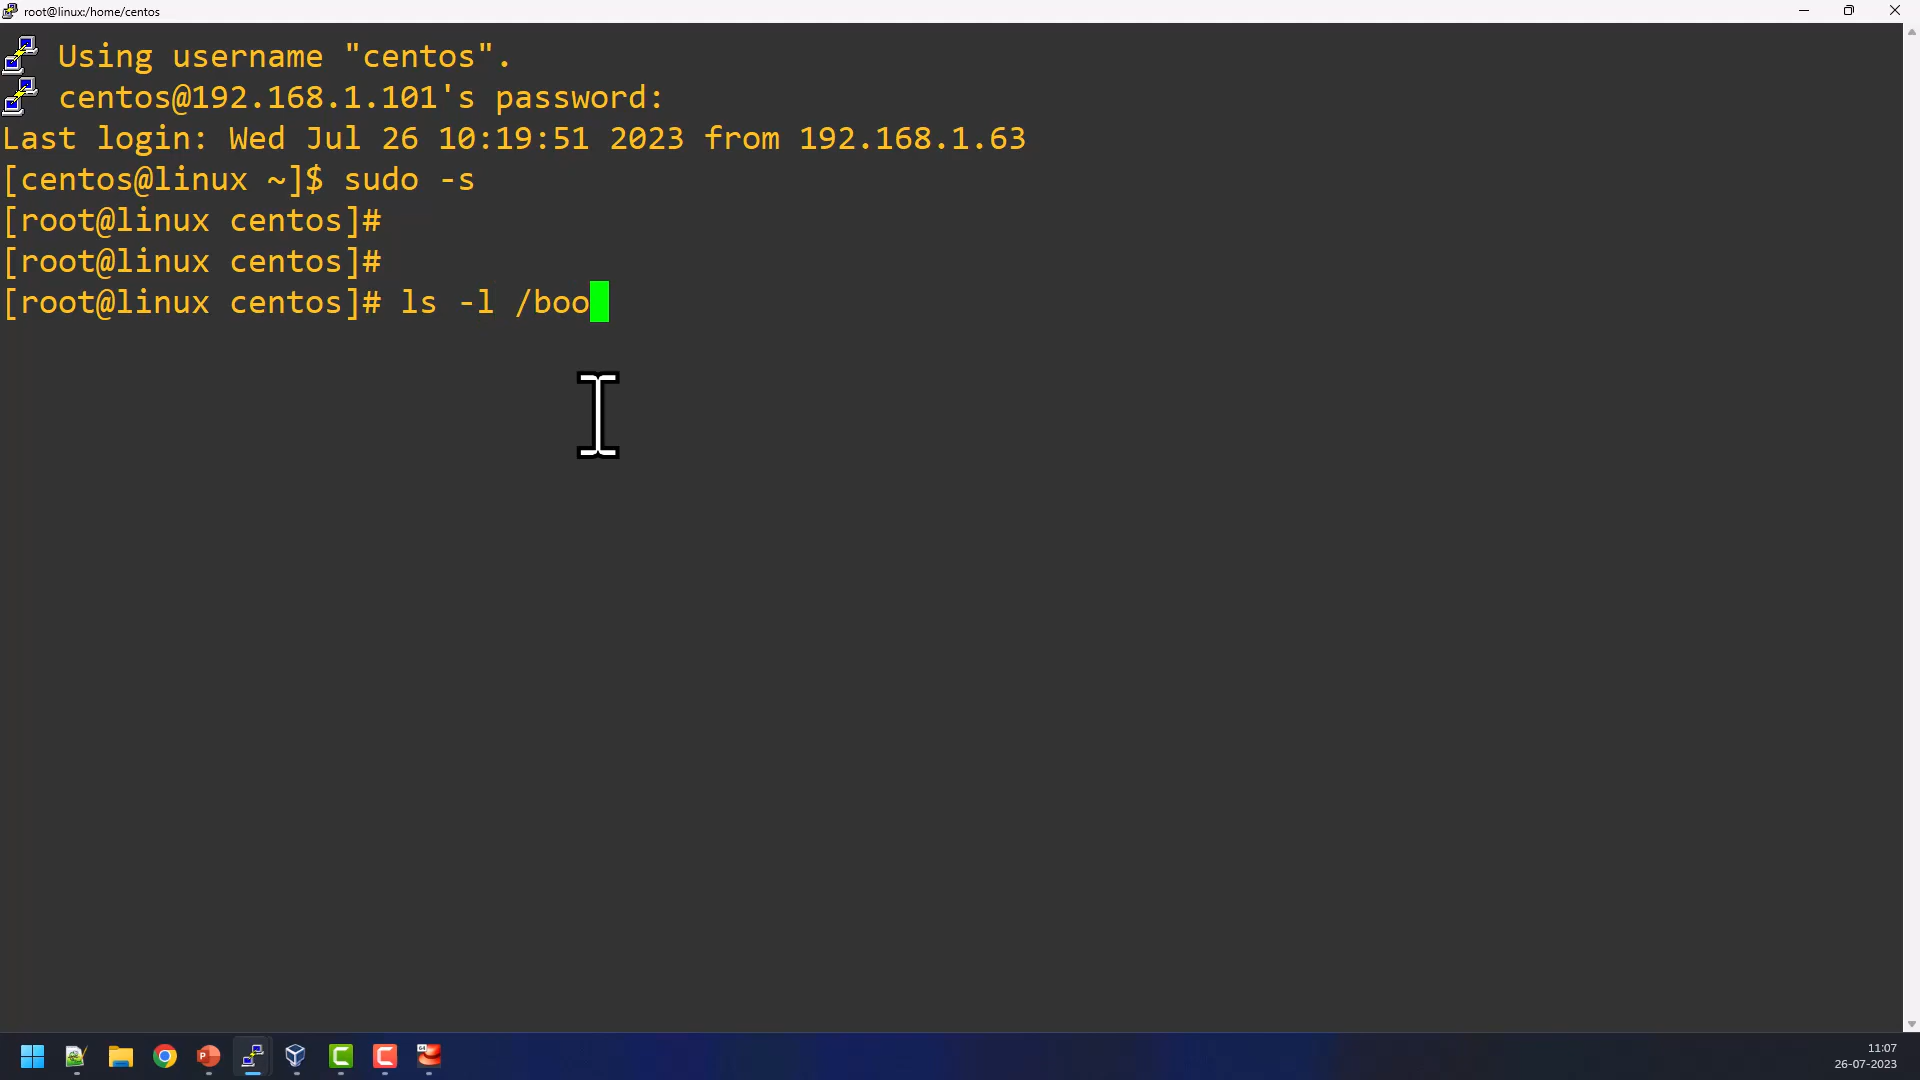 root@linux:/home/centos
Using username "centos".
centos@192.168.1.101's password:
Last login: Wed Jul 26 10:19:51 2023 from 192.168.1.63
[centos@linux ~]$ sudo -s
[root@linux centos]#
[root@linux centos]#
[root@linux centos]# ls -l /boo
11:07
26-07-2023